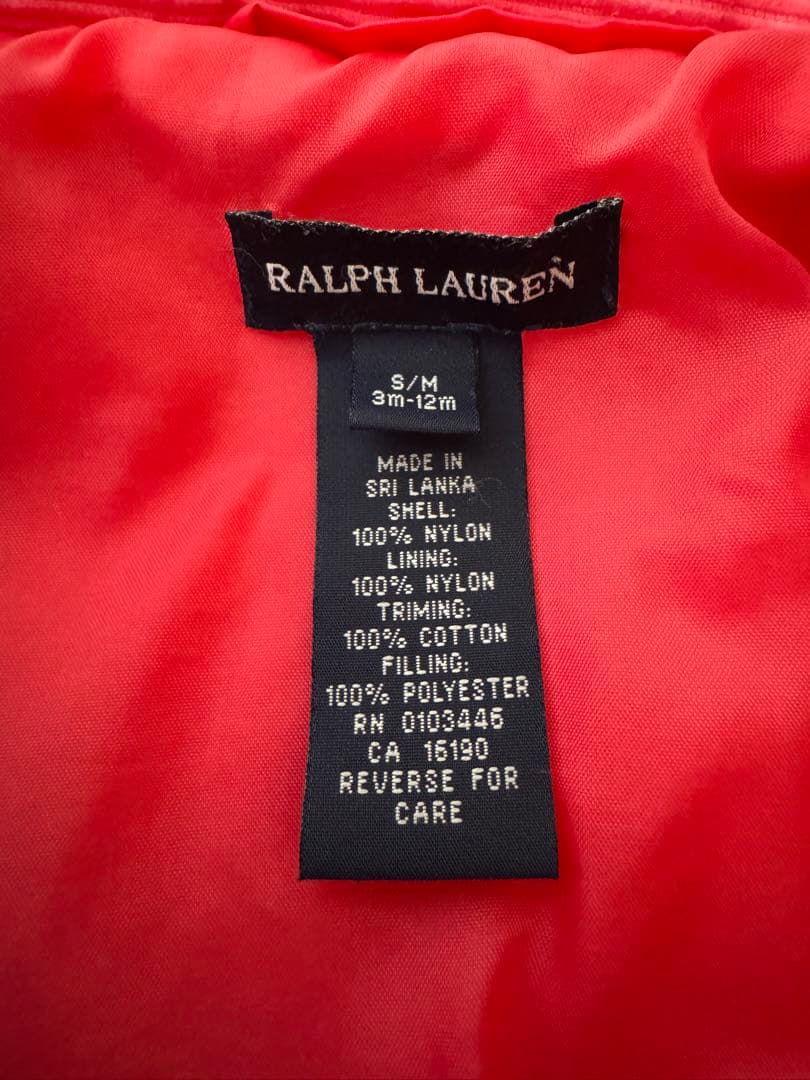 RALPH LAUREN
S/M
3m-12m
MADE IN
SRI LANKA
SHELL:
100% NYLON
LINING:
100% NYLON
TRIMING:
100% COTTON
FILLING:
100% POLYESTER
RN 0103446
CA 16190
REVERSE FOR
CARE